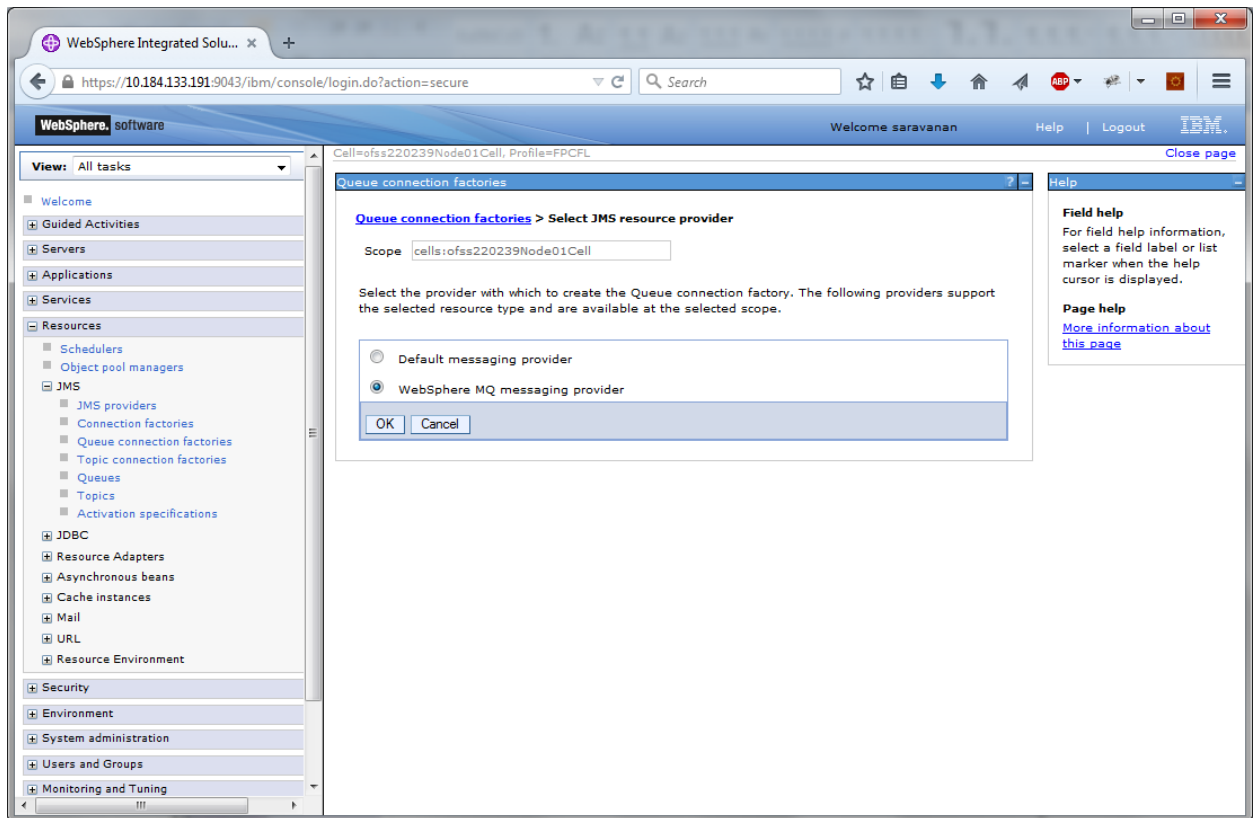 WebSphere Integrated Solu...
https://10.184.133.191:9043/ibm/console/login.do?action=secure
Search
ABP
WebSphere. software
Welcome saravanan
Help | Logout
IBM.
View: All tasks
Welcome
Guided Activities
Servers
Applications
Services
Resources
Schedulers
Object pool managers
JMS
JMS providers
Connection factories
Queue connection factories
Topic connection factories
Queues
Topics
Activation specifications
JDBC
Resource Adapters
Asynchronous beans
Cache instances
Mail
URL
Resource Environment
Security
Environment
System administration
Users and Groups
Monitoring and Tuning
Cell=ofss220239Node01Cell, Profile=FPCFL
Close page
Queue connection factories
? -
Queue connection factories > Select JMS resource provider
Scope cells:ofss220239Node01Cell
Select the provider with which to create the Queue connection factory. The following providers support
the selected resource type and are available at the selected scope.
Default messaging provider
WebSphere MQ messaging provider
OK Cancel
Help
Field help
For field help information,
select a field label or list
marker when the help
cursor is displayed.
Page help
More information about
this page